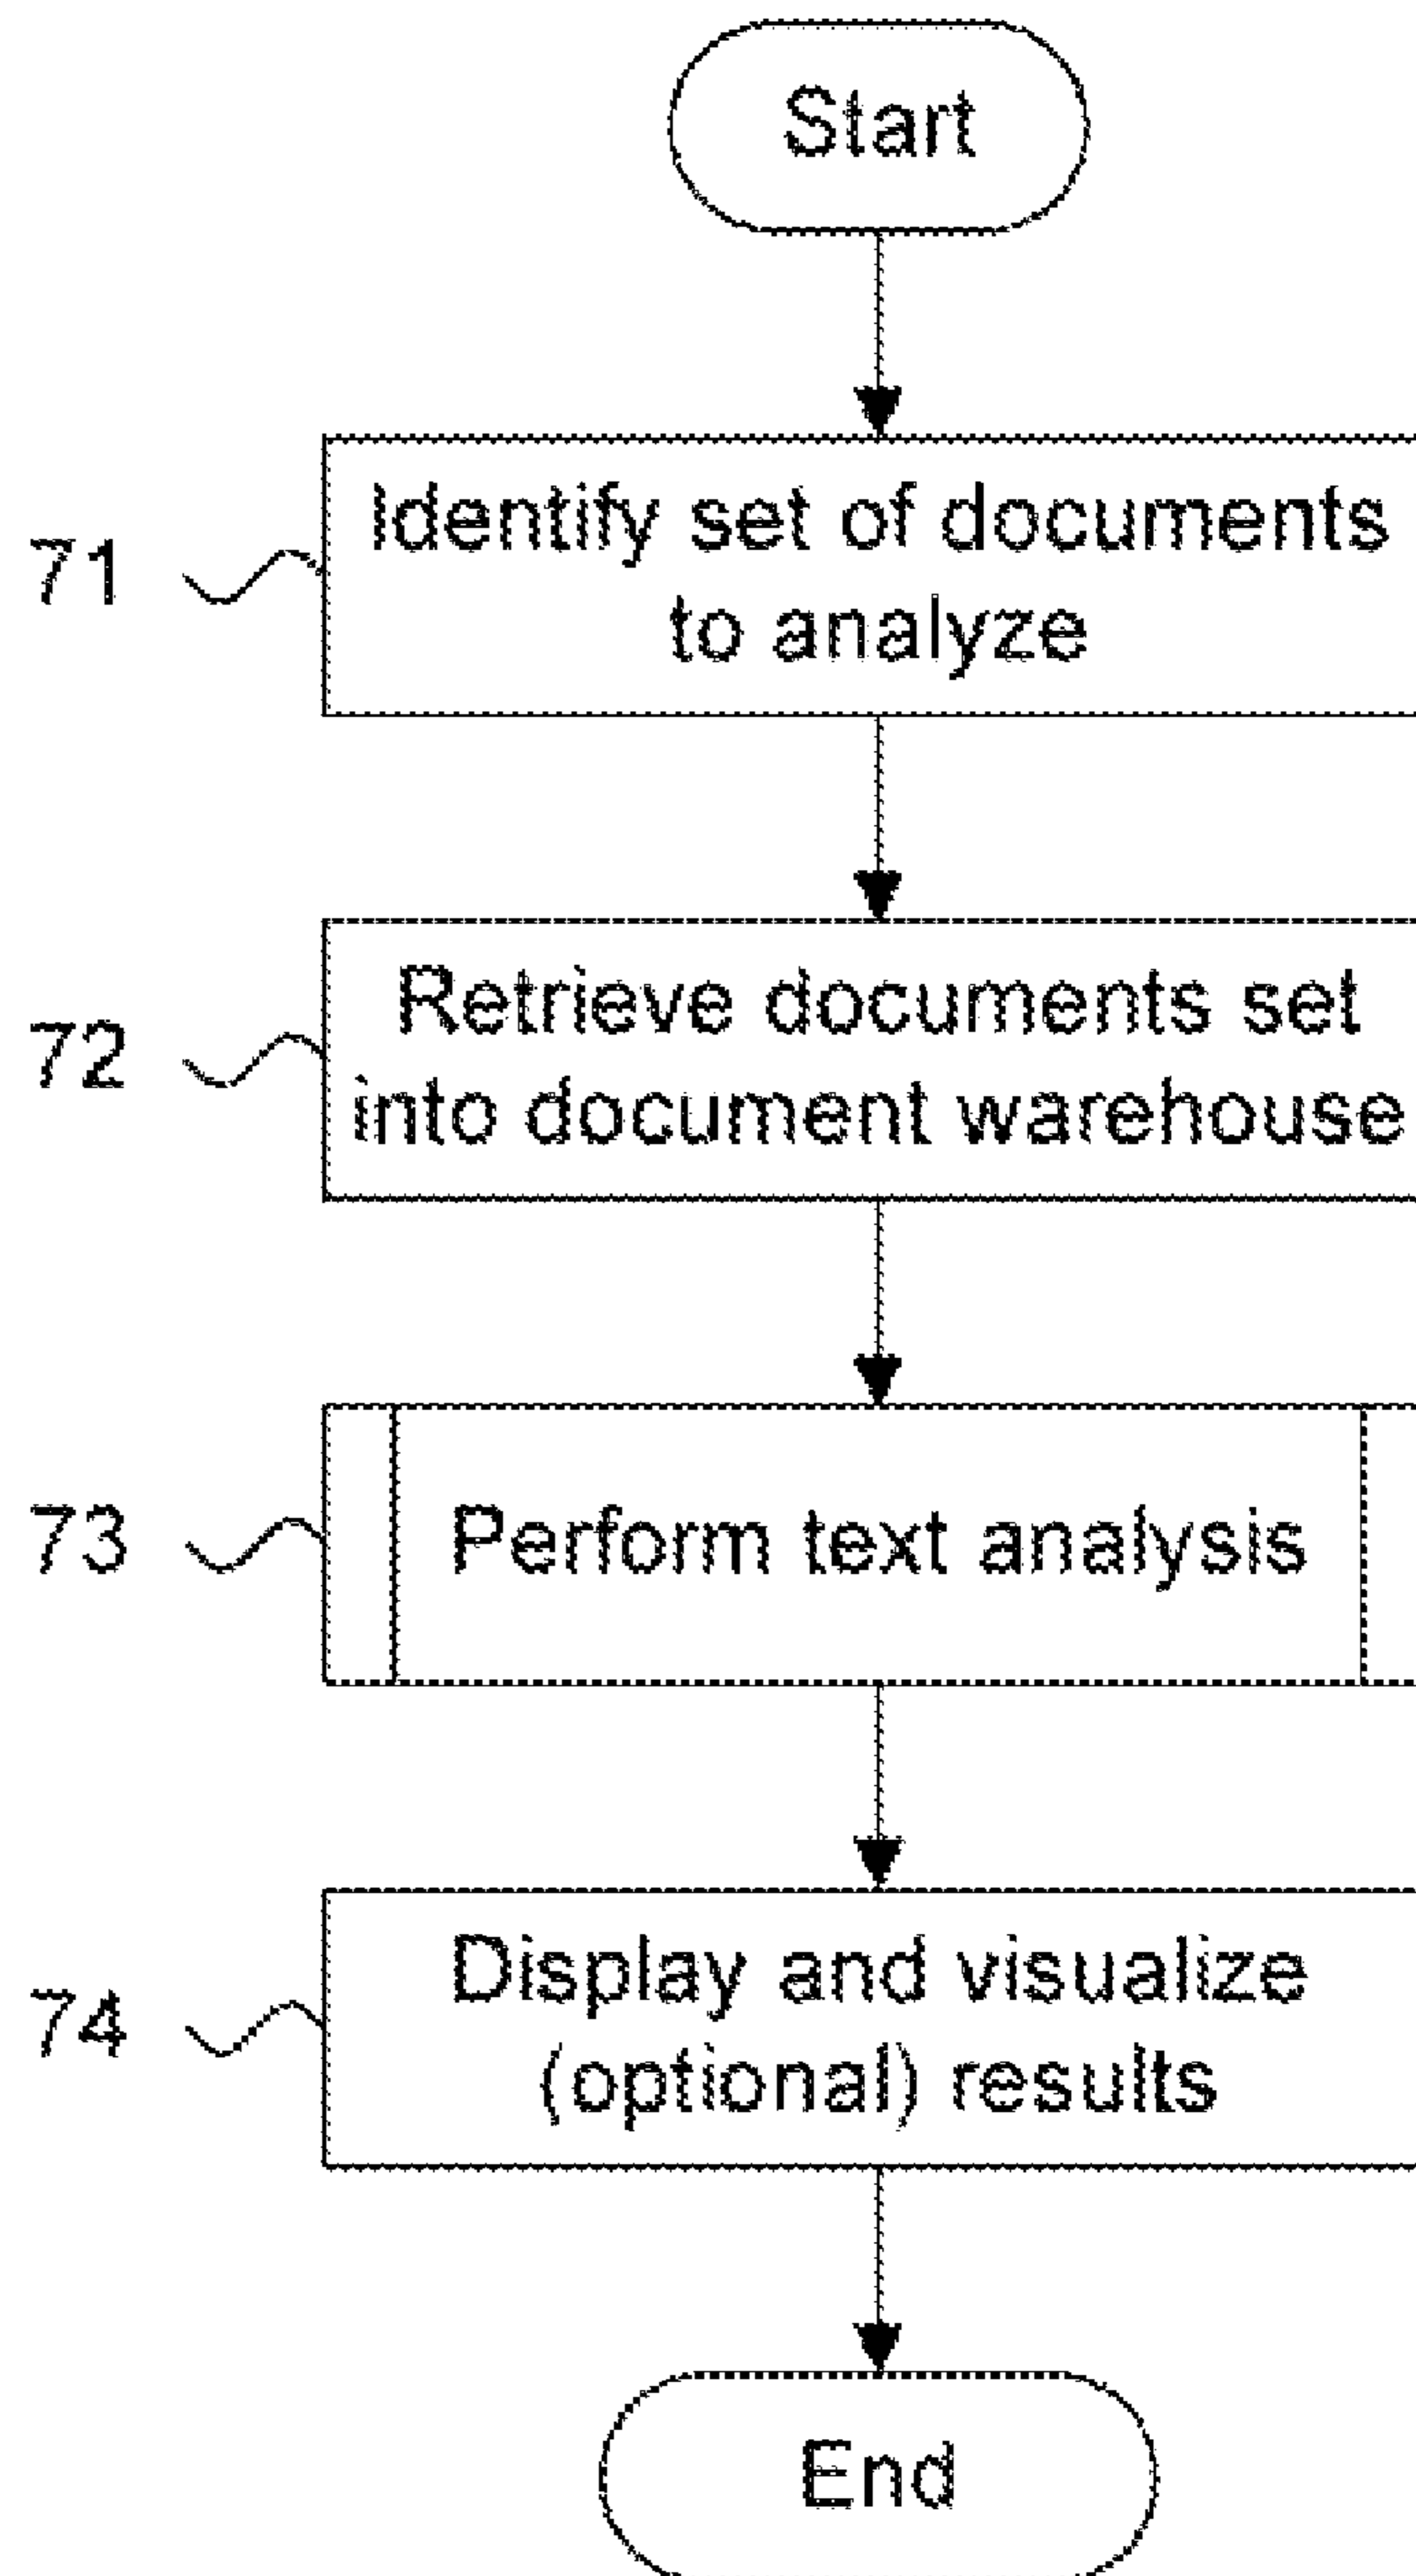 Start
71
Identify set of documents
to analyze
72
Retrieve documents set
into document warehouse
73
Perform text analysis
74
Display and visualize
(optional) results
End